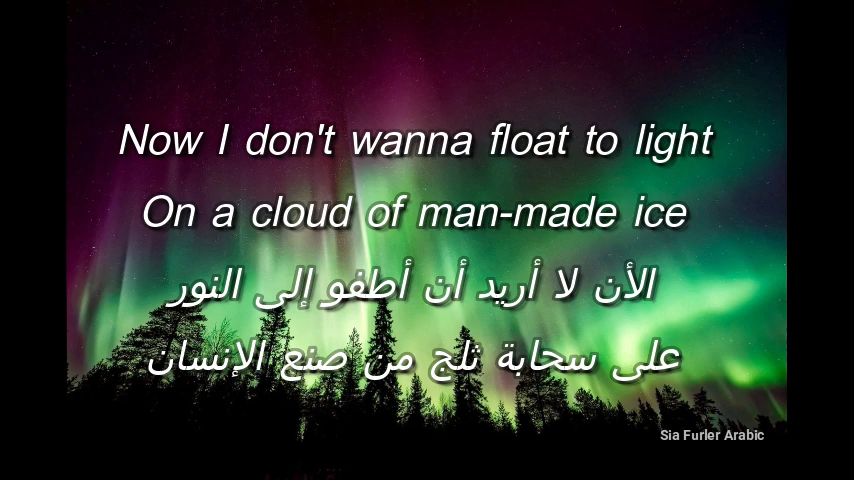 Now I don't wanna float to light
On a cloud of man-made ice
الأن لا أريد أن أطفو إلى النور
على سحابة ثلج من صنع الإنسان
Sia Furler Arabic